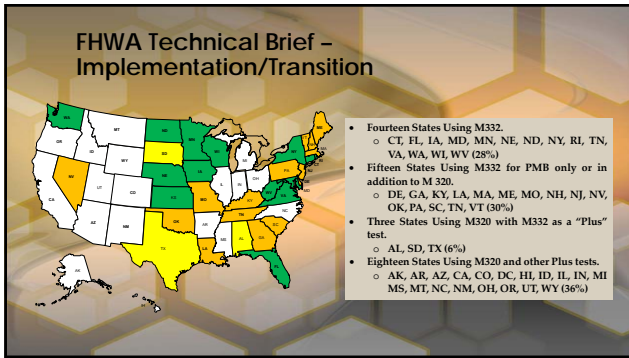 FHWA Technical Brief –
Implementation/Transition
• Fourteen States Using M332.
o CT, FL, IA, MD, MN, NE, ND, NY, RI, TN,
VA, WA, WI, WV (28%)
• Fifteen States Using M332 for PMB only or in
addition to M 320.
o DE, GA, KY, LA, MA, ME, MO, NH, NJ, NV,
OK, PA, SC, TN, VT (30%)
• Three States Using M320 with M332 as a “Plus”
test.
o AL, SD, TX (6%)
• Eighteen States Using M320 and other Plus tests.
o AK, AR, AZ, CA, CO, DC, HI, ID, IL, IN, MI
MS, MT, NC, NM, OH, OR, UT, WY (36%)
WA
MT
ND
MN
OR
ID
SD
WI
MI
WY
NE
IA
PA
NV
UT
CO
KS
MO
IL
IN
OH
WV
VA
KY
CA
AZ
NM
OK
AR
TN
NC
SC
TX
LA
MS
AL
GA
FL
AK